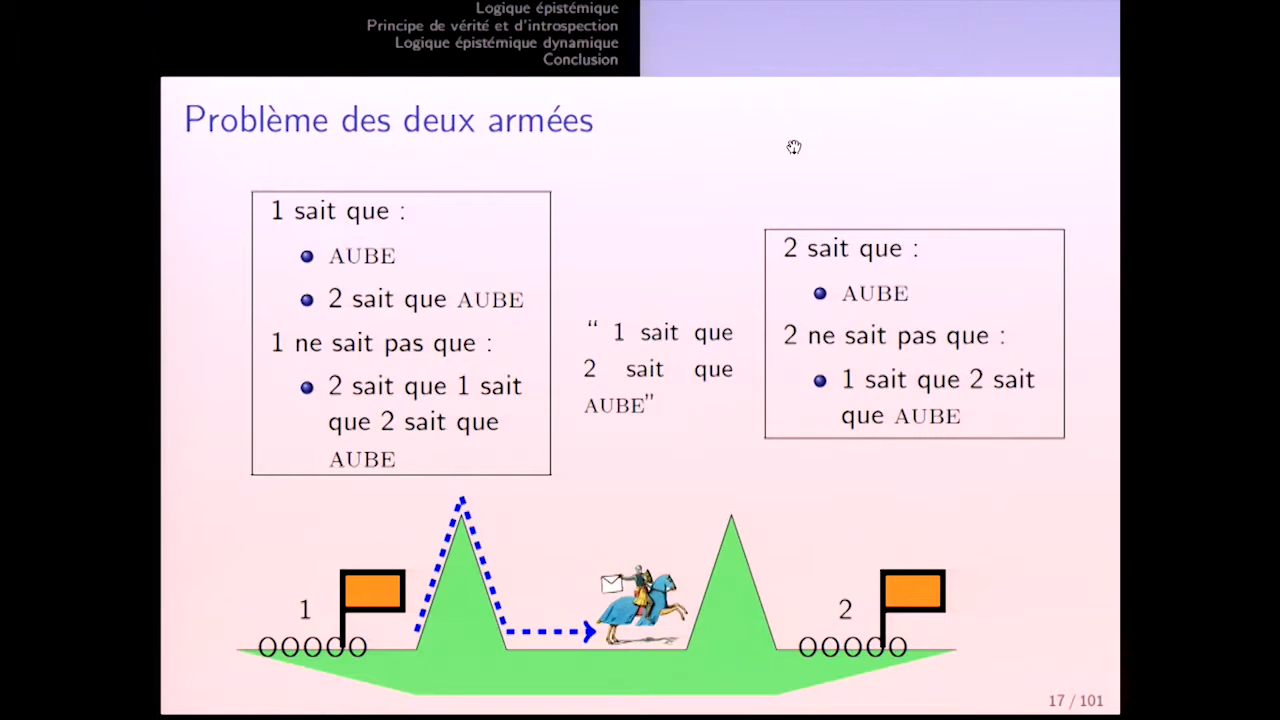 Logique épistémique
Principe de vérité et d'introspection
Logique épistémique dynamique
Conclusion
Problème des deux armées
1 sait que :
AUBE
2 sait que AUBE
1 ne sait pas que :
2 sait que 1 sait
que 2 sait que
AUBE
“ 1 sait que
2 sait que
AUBE”
2 sait que :
AUBE
2 ne sait pas que :
1 sait que 2 sait
que AUBE
1
OOOOO
2
OOOOO
17 / 101